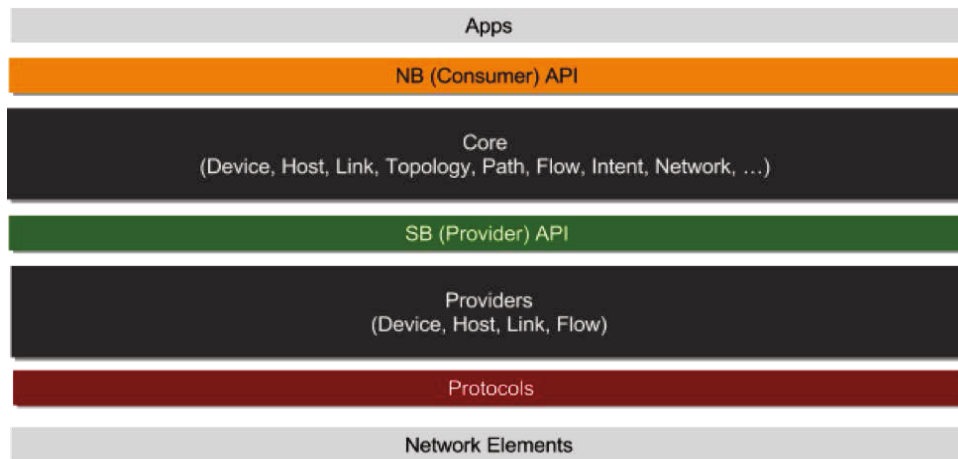 Apps
NB (Consumer) API
Core
(Device, Host, Link, Topology, Path, Flow, Intent, Network, …)
SB (Provider) API
Providers
(Device, Host, Link, Flow)
Protocols
Network Elements